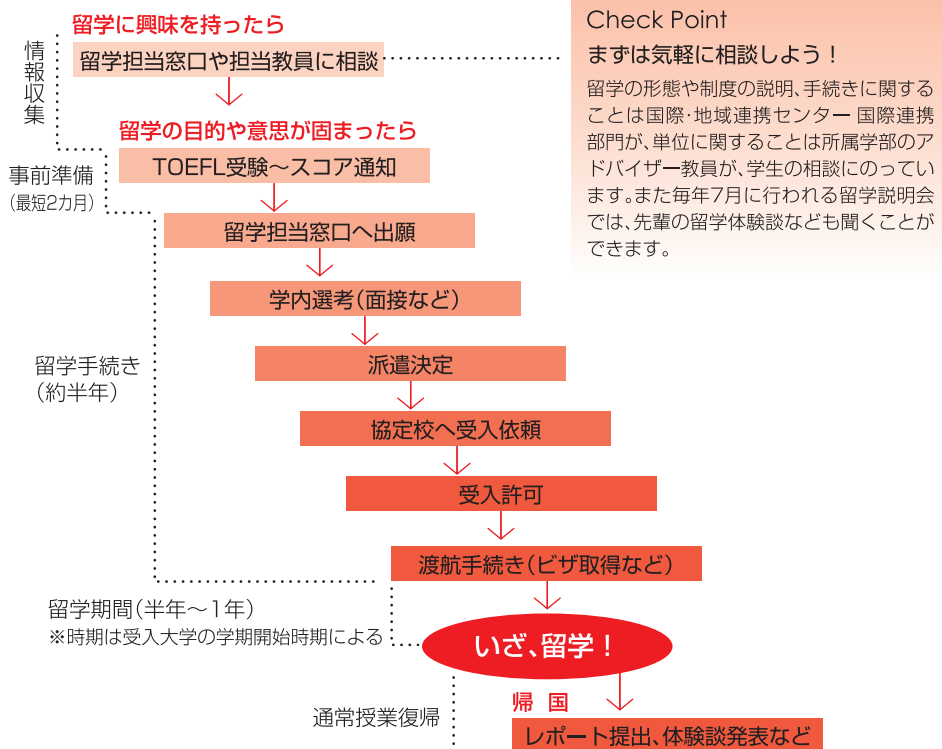 留学に興味を持ったら
留学担当窓口や担当教員に相談
情報収集
Check Point
まずは気軽に相談しよう！
留学の形態や制度の説明、手続きに関する
ことは国際・地域連携センター 国際連携
部門が、単位に関することは所属学部のア
ドバイザー教員が、学生の相談にのってい
ます。また毎年7月に行われる留学説明会
では、先輩の留学体験談なども聞くことが
できます。
留学の目的や意思が固まったら
TOEFL受験〜スコア通知
事前準備
（最短2カ月）
留学担当窓口へ出願
学内選考（面接など）
派遣決定
留学手続き
（約半年）
協定校へ受入依頼
受入許可
渡航手続き（ビザ取得など）
留学期間（半年〜1年）
※時期は受入大学の学期開始時期による
いざ、留学！
帰 国
通常授業復帰
レポート提出、体験談発表など